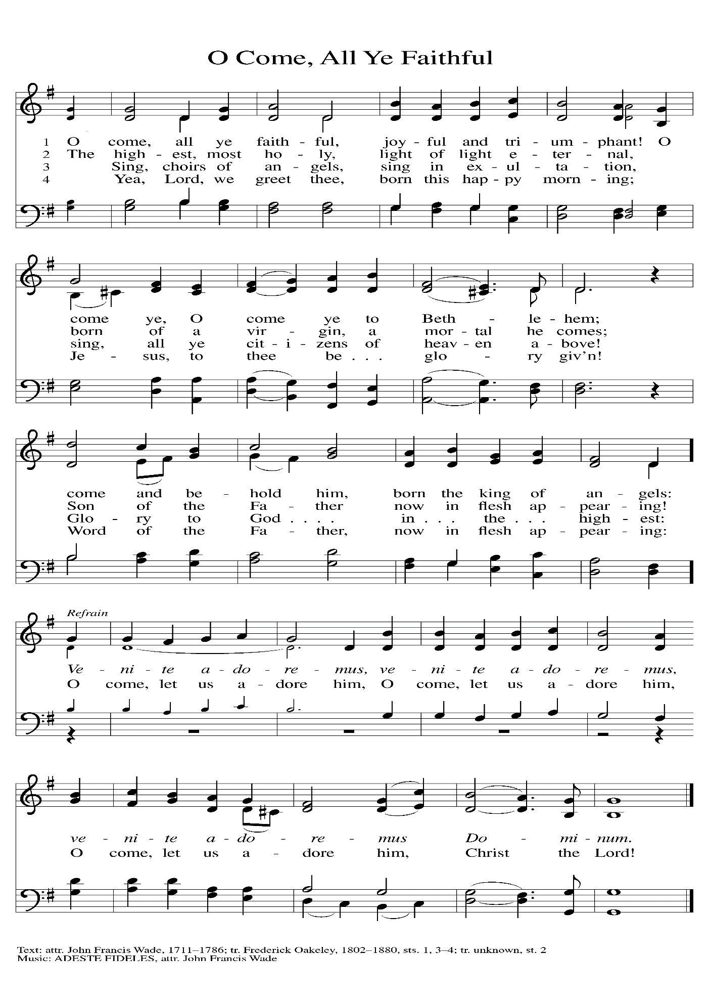 O Come, All Ye Faithful
1 O come, all ye faith - ful, joy - ful and tri - um - phant! O
2 The high - est, most ho - ly, light of light e - ter - nal,
3 Sing, choirs of an - gels, sing in ex - ul - ta - tion,
4 Yea, Lord, we greet thee, born this hap - py morn - ing;
come ye, O come ye to Beth - le - hem;
born of a vir - gin, a mor - tal he comes;
sing, all ye cit - i - zens of heav - en a - bove!
Je - sus, to thee be . . . glo - ry giv'n!
come and be - hold him, born the king of an - gels:
Son of the Fa - ther now in flesh ap - pear - ing!
Glo - ry to God . . . . in . . . the . . . high - est:
Word of the Fa - ther, now in flesh ap - pear - ing:
Refrain
Ve - ni - te a - do - re - mus, ve - ni - te a - do - re - mus,
O come, let us a - dore him, O come, let us a - dore him,
ve - ni - te a - do - re - mus Do - mi - num.
O come, let us a - dore him, Christ the Lord!
Text: attr. John Francis Wade, 1711–1786; tr. Frederick Oakeley, 1802–1880, sts. 1, 3–4; tr. unknown, st. 2
Music: ADESTE FIDELES, attr. John Francis Wade